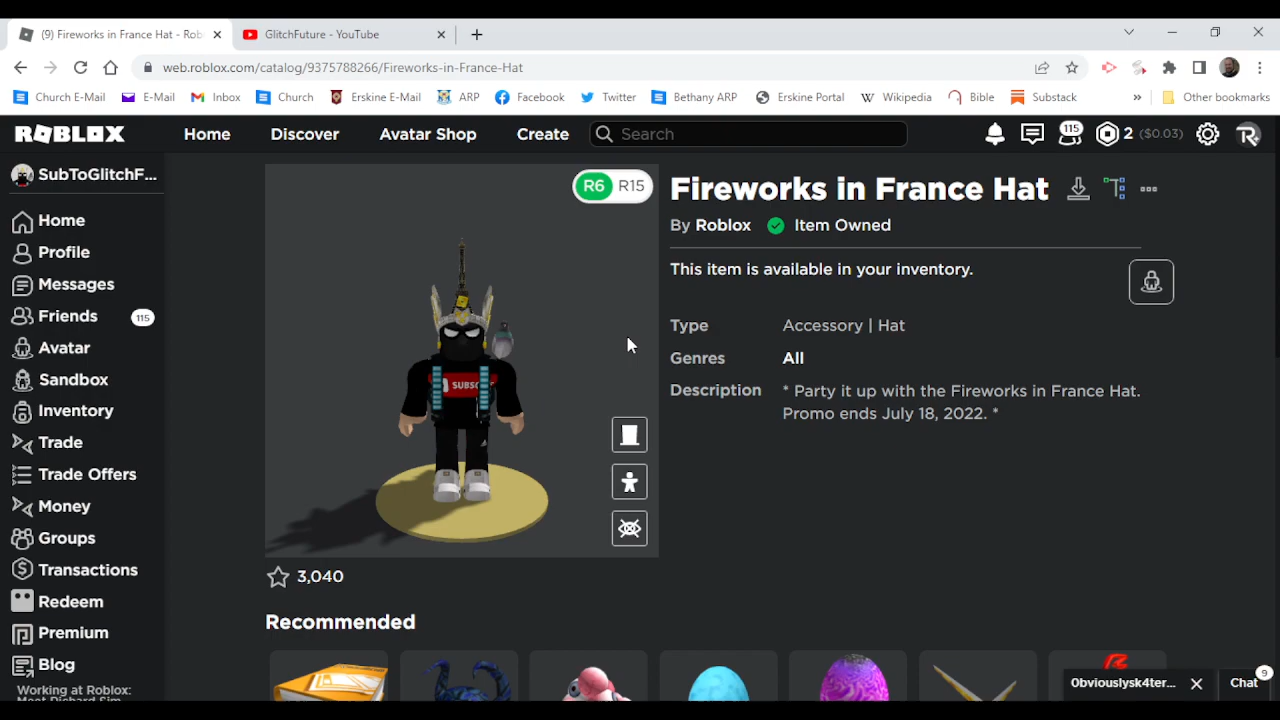 (9) Fireworks in France Hat - Rob
GlitchFuture - YouTube
web.roblox.com/catalog/9375788266/Fireworks-in-France-Hat
Church E-Mail E-Mail Inbox Church Erskine E-Mail ARP Facebook Twitter Bethany ARP Erskine Portal Wikipedia Bible Substack » Other bookmarks
ROBLOX Home Discover Avatar Shop Create Search 115 2 ($0.03)
SubToGlitchF...
Home
Profile
Messages
Friends 115
Avatar
Sandbox
Inventory
Trade
Trade Offers
Money
Groups
Transactions
Redeem
Premium
Blog
Working at Roblox:
R6 R15
SUBSC
3,040
Fireworks in France Hat
By Roblox Item Owned
This item is available in your inventory.
Type Accessory | Hat
Genres All
Description * Party it up with the Fireworks in France Hat.
Promo ends July 18, 2022. *
Recommended
Obviouslysk4ter...
Chat 9